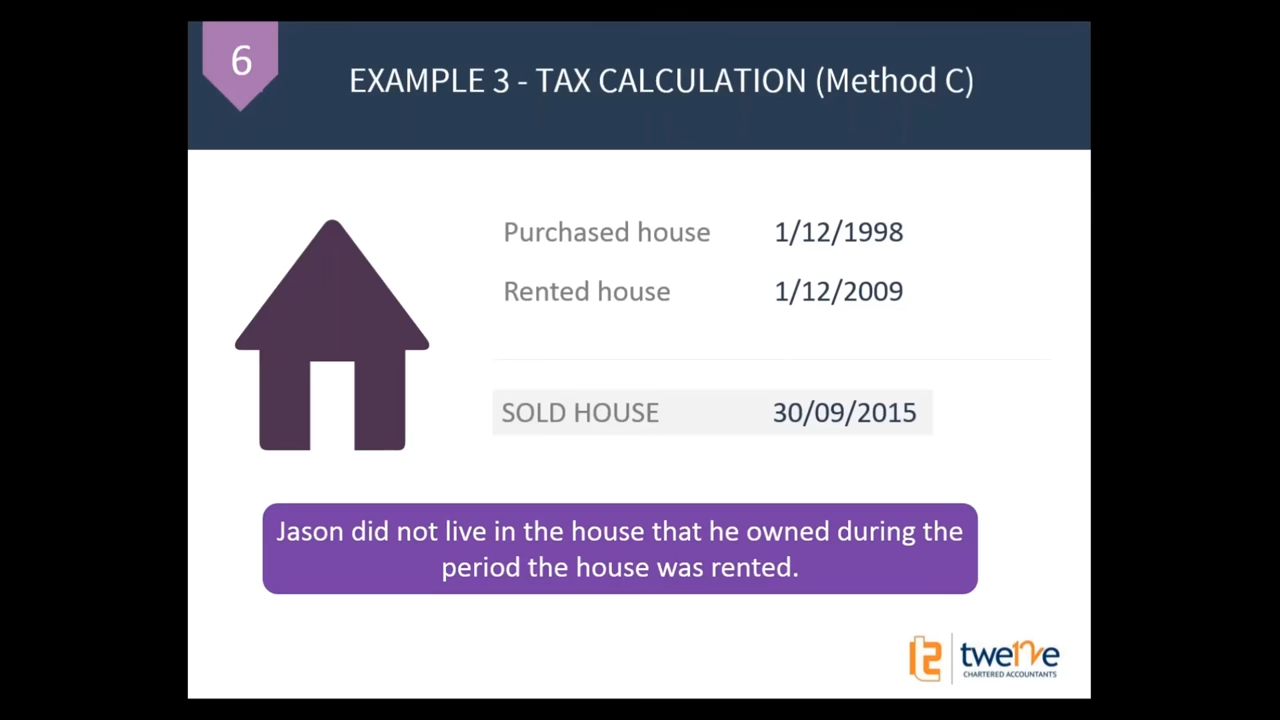 6
EXAMPLE 3 - TAX CALCULATION (Method C)
Purchased house 1/12/1998
Rented house 1/12/2009
SOLD HOUSE 30/09/2015
Jason did not live in the house that he owned during the
period the house was rented.
12 twe12ve
CHARTERED ACCOUNTANTS